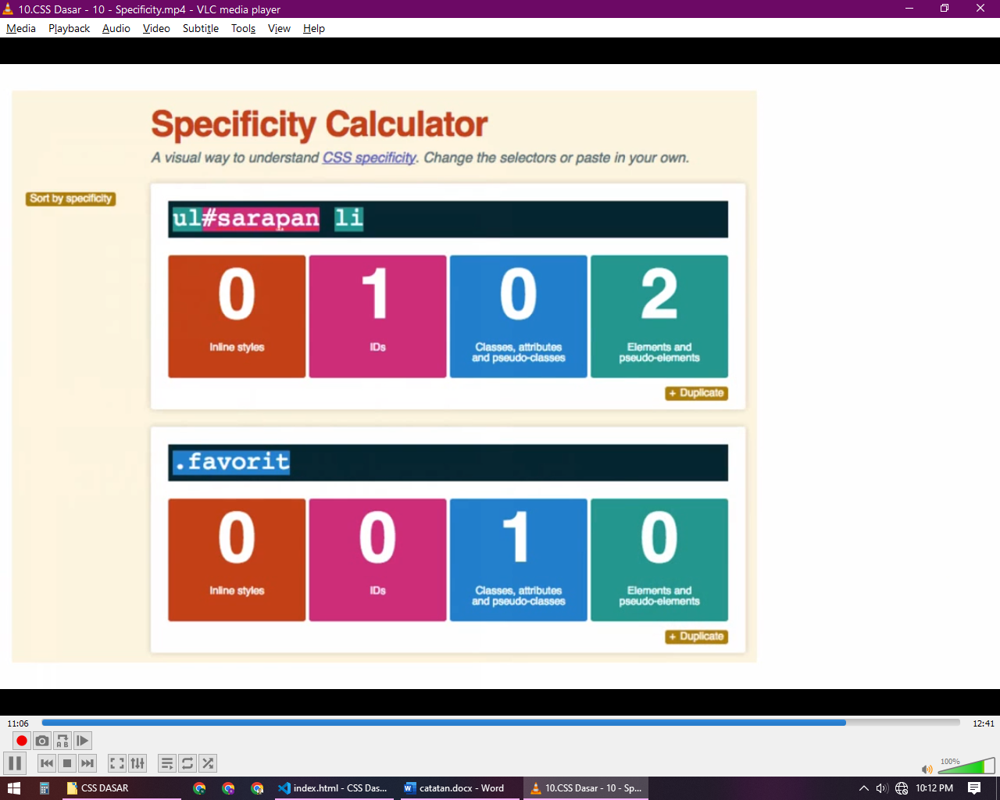 10.CSS Dasar - 10 - Specificity.mp4 - VLC media player
Media Playback Audio Video Subtitle Tools View Help
Specificity Calculator
A visual way to understand CSS specificity. Change the selectors or paste in your own.
Sort by specificity
ul#sarapan li
0 1 0 2
Inline styles IDs Classes, attributes and pseudo-classes Elements and pseudo-elements
+ Duplicate
.favorit
0 0 1 0
Inline styles IDs Classes, attributes and pseudo-classes Elements and pseudo-elements
+ Duplicate
11:06 12:41
A B
100%
CSS DASAR index.html - CSS Das... catatan.docx - Word 10.CSS Dasar - 10 - Sp... 10:12 PM